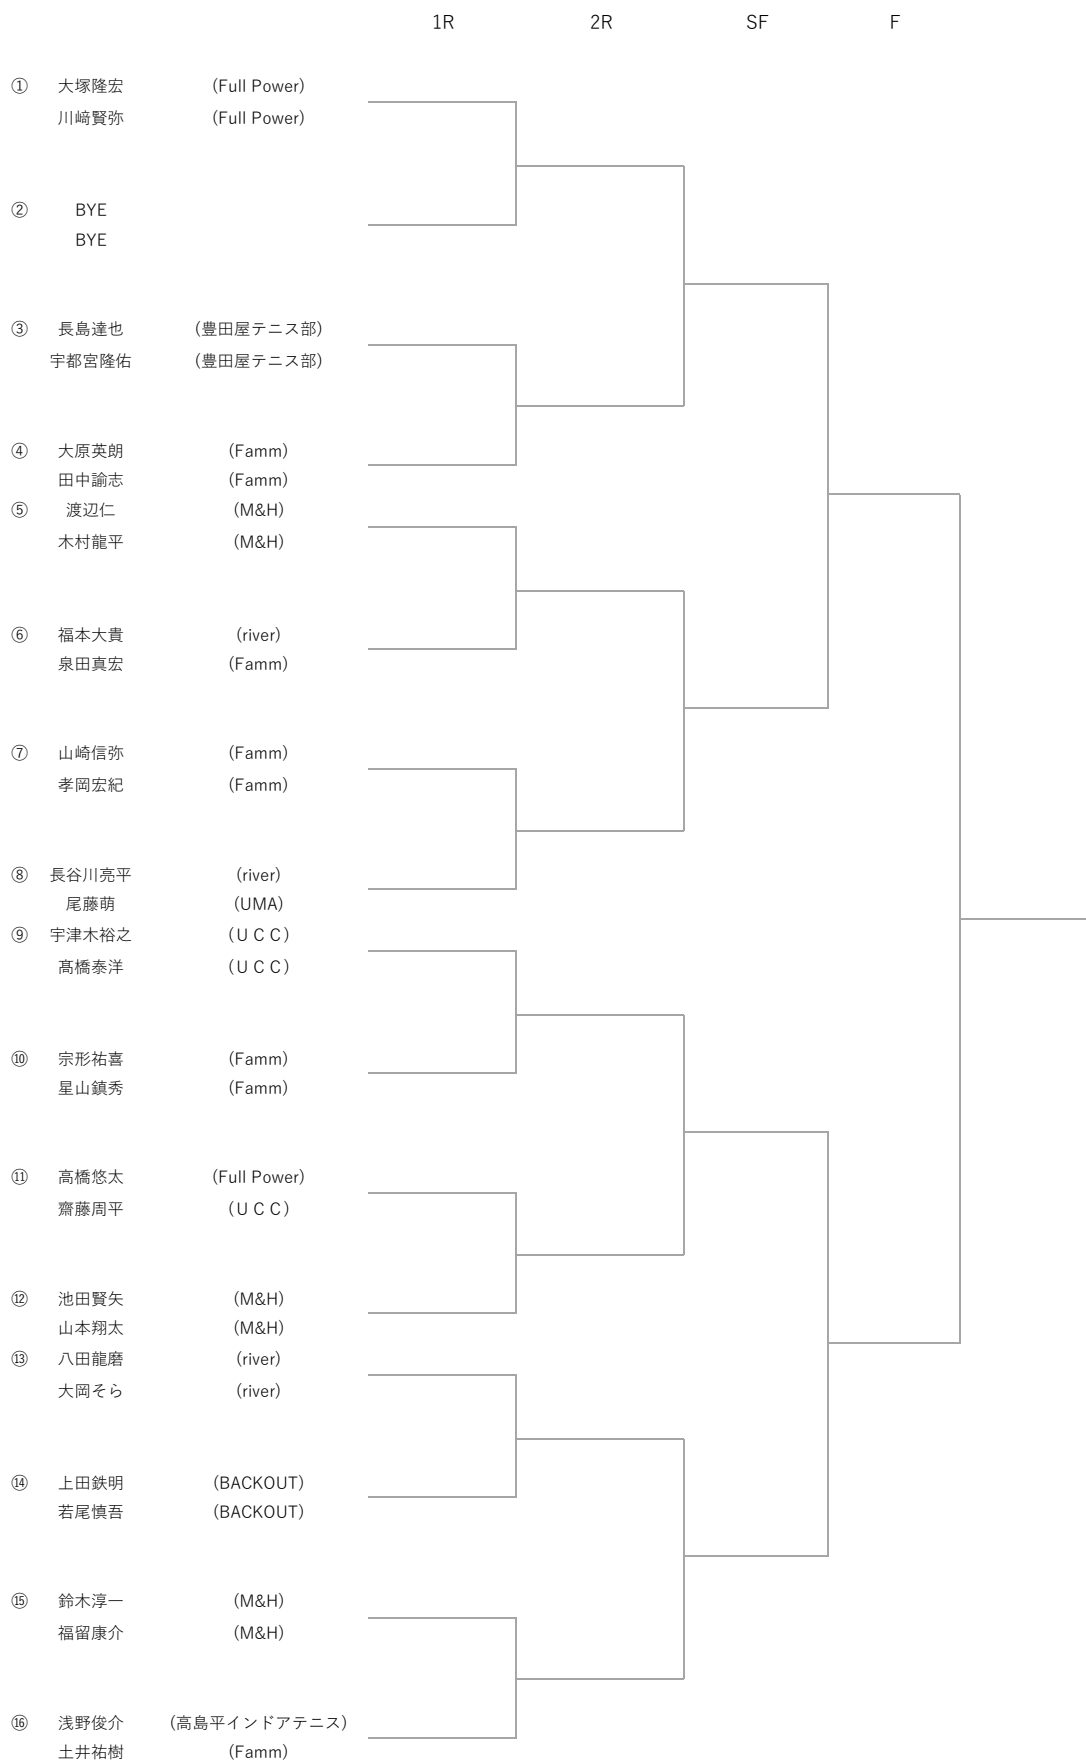 1R 2R SF F
① 大塚隆宏 (Full Power)
川﨑賢弥 (Full Power)
② BYE
BYE
③ 長島達也 (豊田屋テニス部)
宇都宮隆佑 (豊田屋テニス部)
④ 大原英朗 (Famm)
田中諭志 (Famm)
⑤ 渡辺仁 (M&H)
木村龍平 (M&H)
⑥ 福本大貴 (river)
泉田真宏 (Famm)
⑦ 山崎信弥 (Famm)
孝岡宏紀 (Famm)
⑧ 長谷川亮平 (river)
尾藤萌 (UMA)
⑨ 宇津木裕之 (ＵＣＣ)
髙橋泰洋 (ＵＣＣ)
⑩ 宗形祐喜 (Famm)
星山鎮秀 (Famm)
⑪ 高橋悠太 (Full Power)
齋藤周平 (ＵＣＣ)
⑫ 池田賢矢 (M&H)
山本翔太 (M&H)
⑬ 八田龍磨 (river)
大岡そら (river)
⑭ 上田鉄明 (BACKOUT)
若尾慎吾 (BACKOUT)
⑮ 鈴木淳一 (M&H)
福留康介 (M&H)
⑯ 浅野俊介 (高島平インドアテニス)
土井祐樹 (Famm)